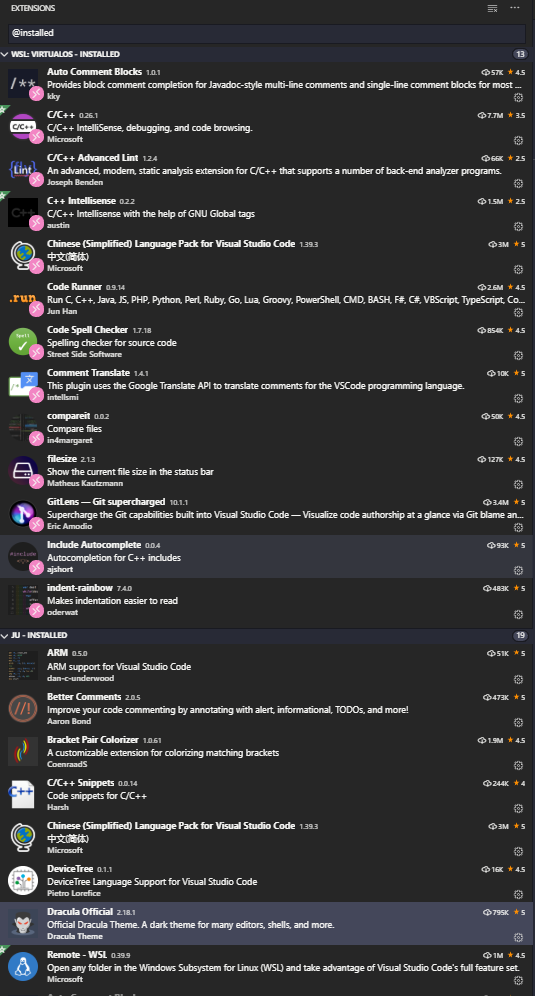 EXTENSIONS
@installed
WSL: VIRTUALOS - INSTALLED 13
Auto Comment Blocks 1.0.1 57K 4.5
Provides block comment completion for Javadoc-style multi-line comments and single-line comment blocks for most ...
kky
C/C++ 0.26.1 7.7M 3.5
C/C++ IntelliSense, debugging, and code browsing.
Microsoft
C/C++ Advanced Lint 1.2.4 66K 2.5
An advanced, modern, static analysis extension for C/C++ that supports a number of back-end analyzer programs.
Joseph Benden
C++ Intellisense 0.2.2 1.5M 2.5
C/C++ Intellisense with the help of GNU Global tags
austin
Chinese (Simplified) Language Pack for Visual Studio Code 1.39.3 3M 5
中文(简体)
Microsoft
Code Runner 0.9.14 2.6M 4.5
Run C, C++, Java, JS, PHP, Python, Perl, Ruby, Go, Lua, Groovy, PowerShell, CMD, BASH, F#, C#, VBScript, TypeScript, Co...
Jun Han
Code Spell Checker 1.7.18 854K 4.5
Spelling checker for source code
Street Side Software
Comment Translate 1.4.1 10K 5
This plugin uses the Google Translate API to translate comments for the VSCode programming language.
intellsmi
compareit 0.0.2 50K 4.5
Compare files
in4margaret
filesize 2.1.3 127K 4.5
Show the current file size in the status bar
Matheus Kautzmann
GitLens — Git supercharged 10.1.1 3.4M 5
Supercharge the Git capabilities built into Visual Studio Code — Visualize code authorship at a glance via Git blame an...
Eric Amodio
Include Autocomplete 0.0.4 93K 5
Autocompletion for C++ includes
ajshort
indent-rainbow 7.4.0 483K 5
Makes indentation easier to read
oderwat
JU - INSTALLED 19
ARM 0.5.0 51K 5
ARM support for Visual Studio Code
dan-c-underwood
Better Comments 2.0.5 473K 5
Improve your code commenting by annotating with alert, informational, TODOs, and more!
Aaron Bond
Bracket Pair Colorizer 1.0.61 1.9M 4.5
A customizable extension for colorizing matching brackets
CoenraadS
C/C++ Snippets 0.0.14 244K 4
Code snippets for C/C++
Harsh
Chinese (Simplified) Language Pack for Visual Studio Code 1.39.3 3M 5
中文(简体)
Microsoft
DeviceTree 0.1.1 16K 4.5
DeviceTree Language Support for Visual Studio Code
Pietro Lorefice
Dracula Official 2.18.1 795K 5
Official Dracula Theme. A dark theme for many editors, shells, and more.
Dracula Theme
Remote - WSL 0.39.9 1M 4.5
Open any folder in the Windows Subsystem for Linux (WSL) and take advantage of Visual Studio Code's full feature set.
Microsoft